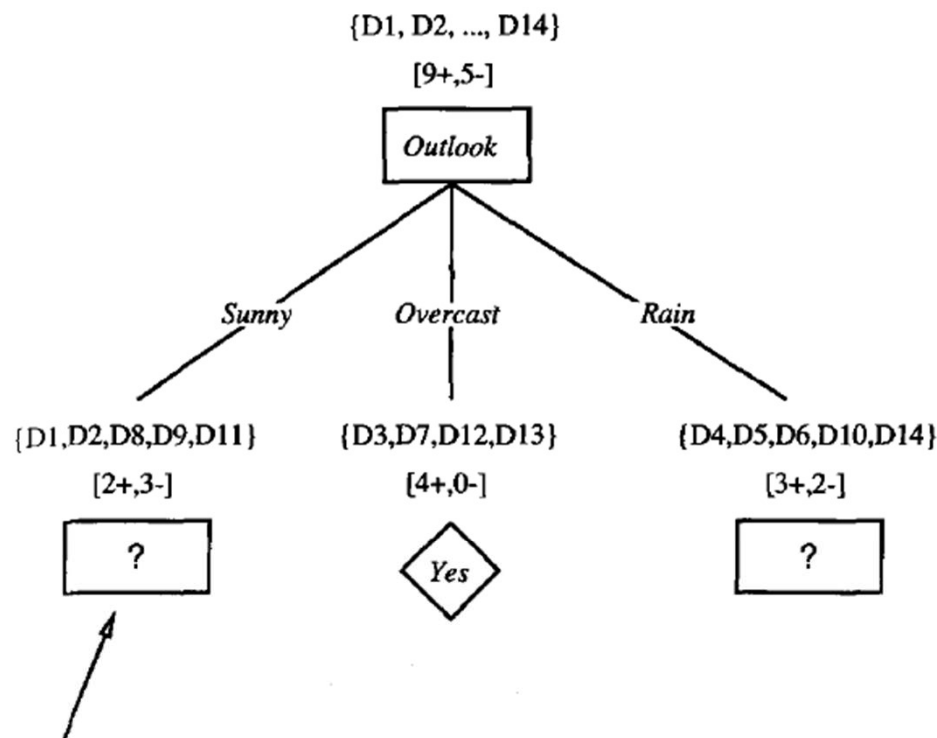 {D1, D2, ..., D14}
[9+,5-]
Outlook
Sunny
Overcast
Rain
{D1,D2,D8,D9,D11}
{D3,D7,D12,D13}
{D4,D5,D6,D10,D14}
[2+,3-]
[4+,0-]
[3+,2-]
?
Yes
?